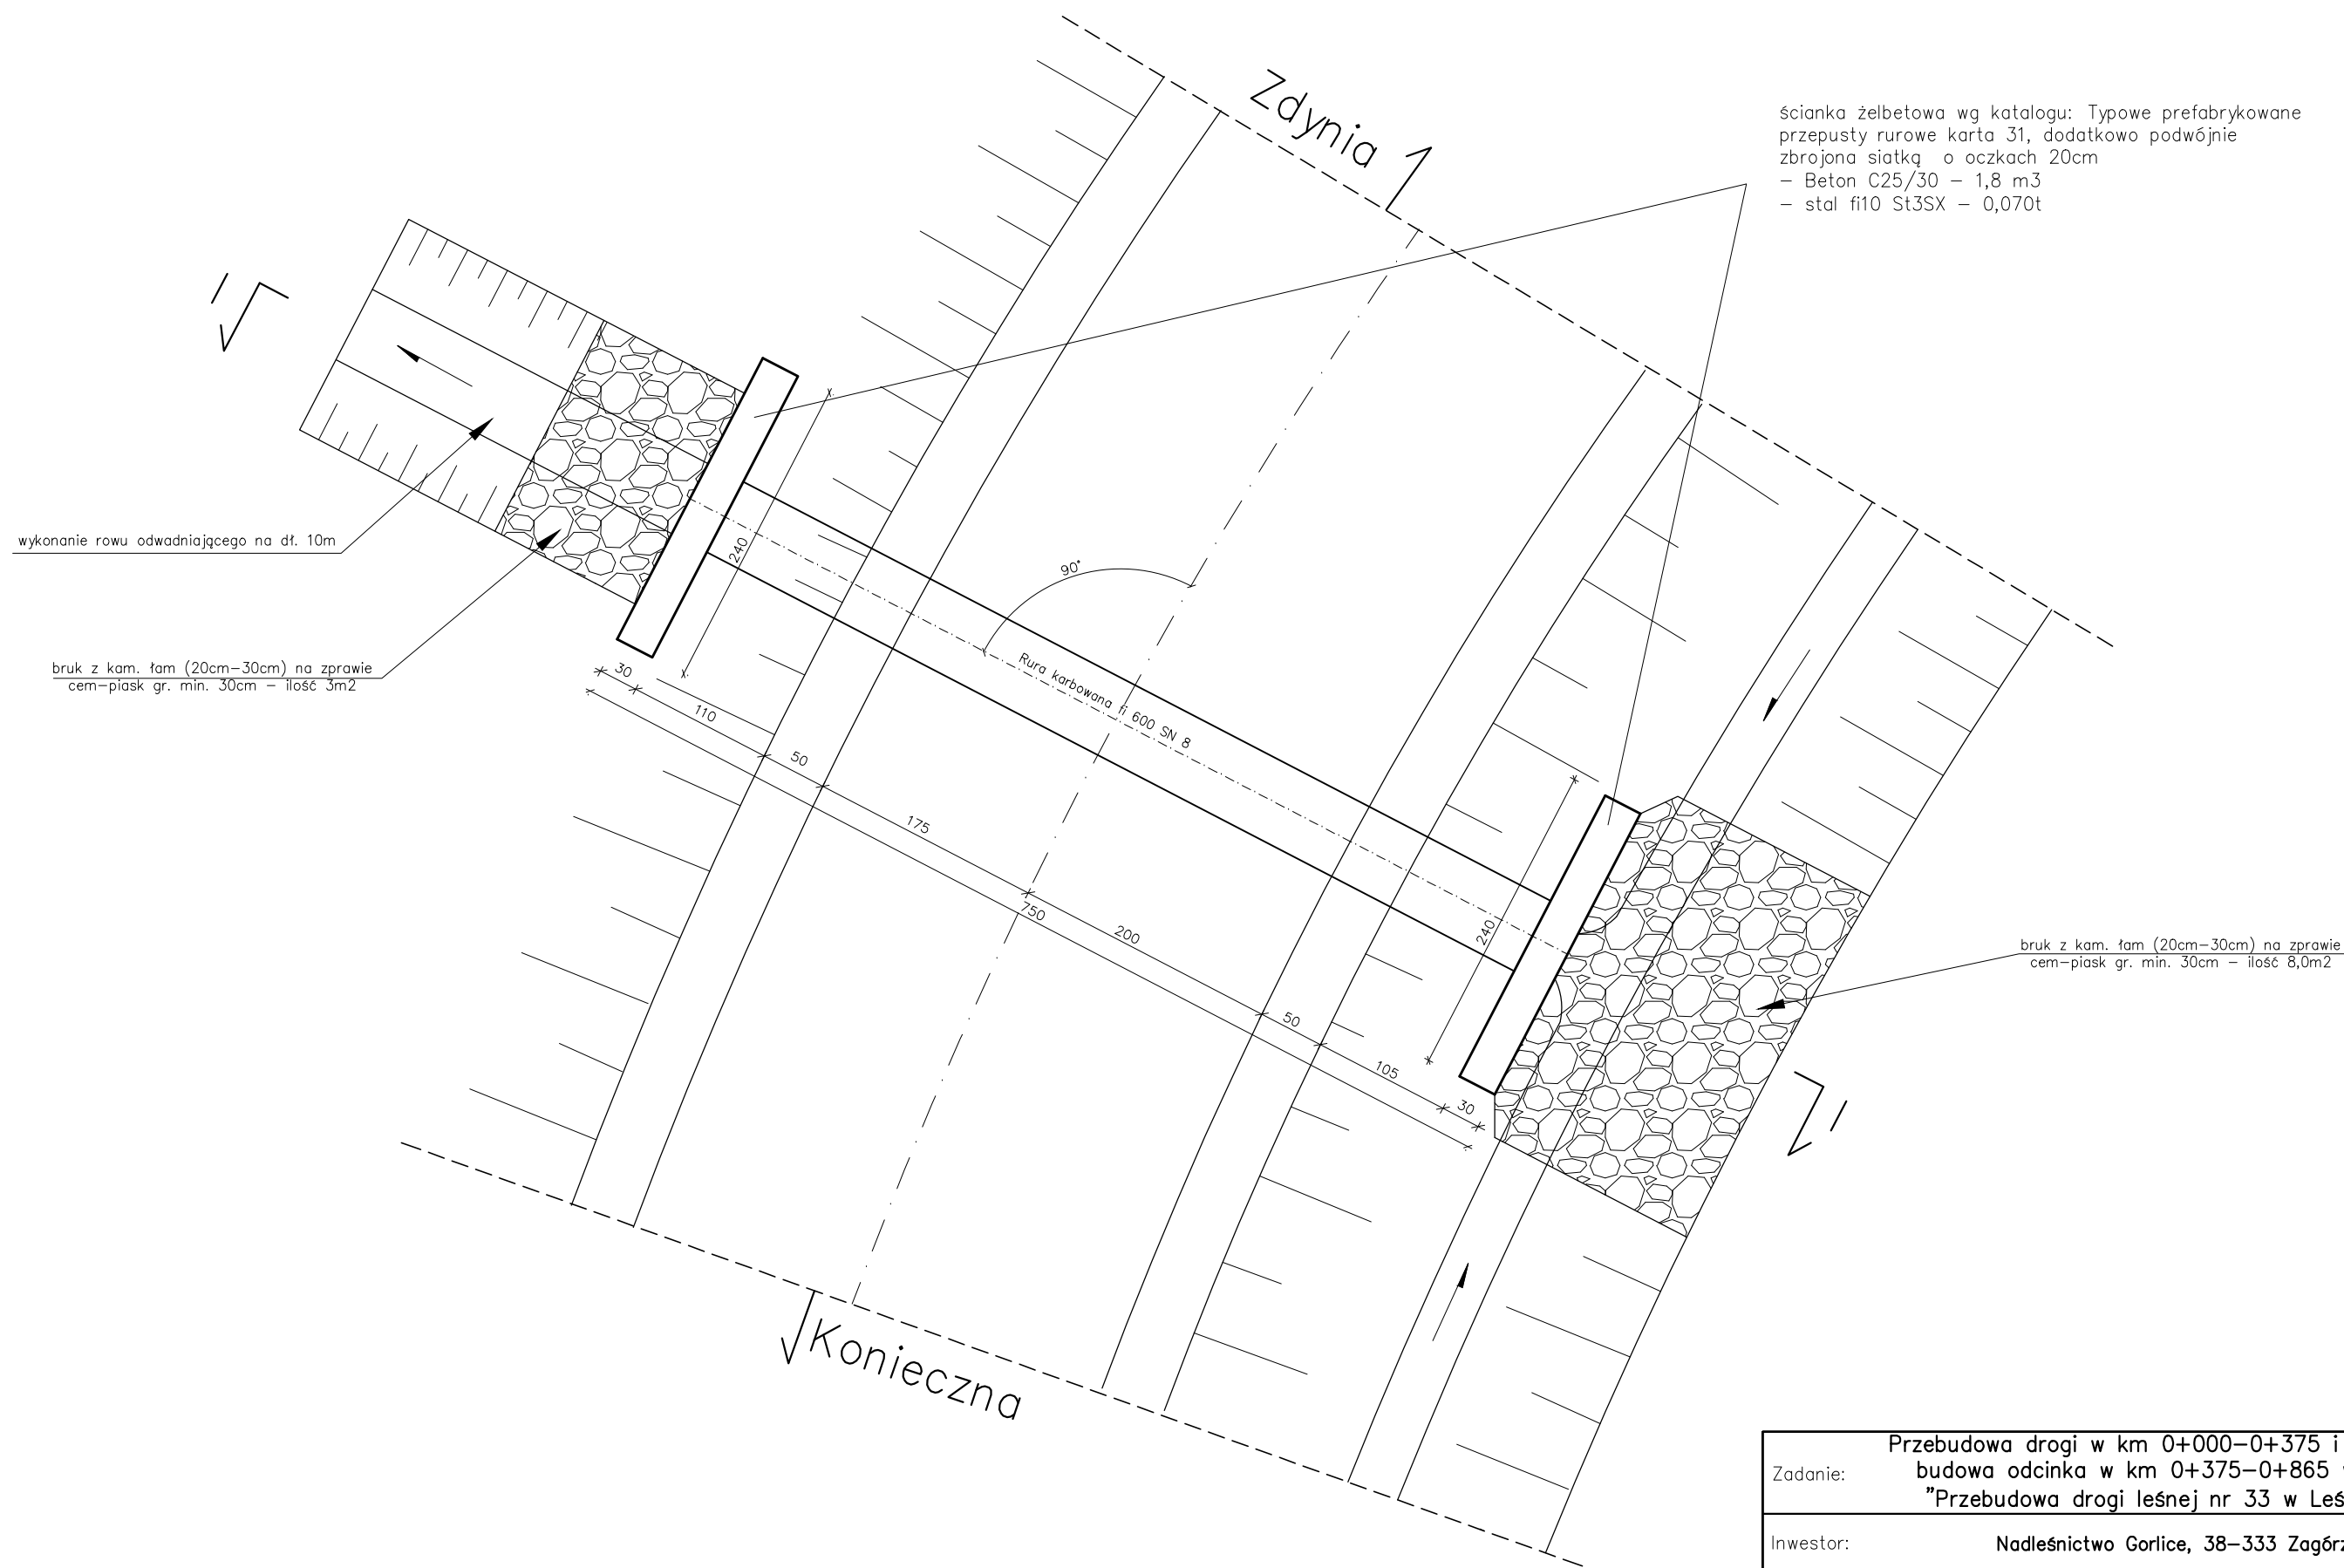 Zdynia
ścianka żelbetowa wg katalogu: Typowe prefabrykowane
przepusty rurowe karta 31, dodatkowo podwójnie
zbrojona siatką o oczkach 20cm
– Beton C25/30 – 1,8 m3
– stal fi10 St3SX – 0,070t
wykonanie rowu odwadniającego na dł. 10m
240
90°
bruk z kam. łam (20cm–30cm) na zprawie
cem–piask gr. min. 30cm – ilość 3m2
Rura karbowana fi 600 SN 8
30
110
50
175
750
200
240
50
105
30
bruk z kam. łam (20cm–30cm) na zprawie
cem–piask gr. min. 30cm – ilość 8,0m2
Konieczna
Zadanie:
Przebudowa drogi w km 0+000–0+375 i
budowa odcinka w km 0+375–0+865
"Przebudowa drogi leśnej nr 33 w Leś
Inwestor:
Nadleśnictwo Gorlice, 38–333 Zagórz